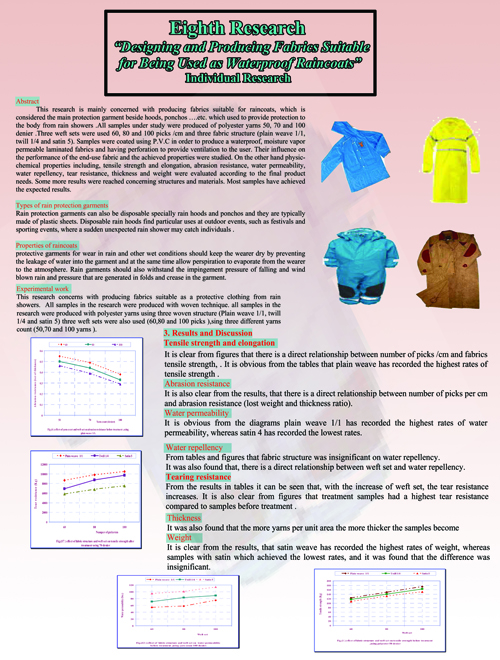 Eighth Research
“Designing and Producing Fabrics Suitable
for Being Used as Waterproof Raincoats”
Individual Research
Abstract
This research is mainly concerned with producing fabrics suitable for raincoats, which is
considered the main protection garment beside hoods, ponchos ….etc. which used to provide protection to
the body from rain showers .All samples under study were produced of polyester yarns 50, 70 and 100
denier .Three weft sets were used 60, 80 and 100 picks /cm and three fabric structure (plain weave 1/1,
twill 1/4 and satin 5). Samples were coated using P.V.C in order to produce a waterproof, moisture vapor
permeable laminated fabrics and having perforation to provide ventilation to the user. Their influence on
the performance of the end-use fabric and the achieved properties were studied. On the other hand physic-
chemical properties including, tensile strength and elongation, abrasion resistance, water permeability,
water repellency, tear resistance, thickness and weight were evaluated according to the final product
needs. Some more results were reached concerning structures and materials. Most samples have achieved
the expected results.
Types of rain protection garments
Rain protection garments can also be disposable specially rain hoods and ponchos and they are typically
made of plastic sheets. Disposable rain hoods find particular uses at outdoor events, such as festivals and
sporting events, where a sudden unexpected rain shower may catch individuals .
Properties of raincoats
protective garments for wear in rain and other wet conditions should keep the wearer dry by preventing
the leakage of water into the garment and at the same time allow perspiration to evaporate from the wearer
to the atmosphere. Rain garments should also withstand the impingement pressure of falling and wind
blown rain and pressure that are generated in folds and crease in the garment.
Experimental work
This research concerns with producing fabrics suitable as a protective clothing from rain
showers. All samples in the research were produced with woven technique. all samples in the
research were produced with polyester yarns using three woven structure (Plain weave 1/1, twill
1/4 and satin 5) three weft sets were also used (60,80 and 100 picks ),sing three different yarns
count (50,70 and 100 yarns ).
3. Results and Discussion
Tensile strength and elongation
It is clear from figures that there is a direct relationship between number of picks /cm and fabrics
tensile strength, . It is obvious from the tables that plain weave has recorded the highest rates of
tensile strength .
Abrasion resistance
It is also clear from the results, that there is a direct relationship between number of picks per cm
and abrasion resistance (lost weight and thickness ratio).
Water permeability
It is obvious from the diagrams plain weave 1/1 has recorded the highest rates of water
permeability, whereas satin 4 has recorded the lowest rates.
Water repellency
From tables and figures that fabric structure was insignificant on water repellency.
It was also found that, there is a direct relationship between weft set and water repellency.
Tearing resistance
From the results in tables it can be seen that, with the increase of weft set, the tear resistance
increases. It is also clear from figures that treatment samples had a highest tear resistance
compared to samples before treatment .
Thickness
It was also found that the more yarns per unit area the more thicker the samples become
Weight
It is clear from the results, that satin weave has recorded the highest rates of weight, whereas
samples with satin which achieved the lowest rates, and it was found that the difference was
insignificant.